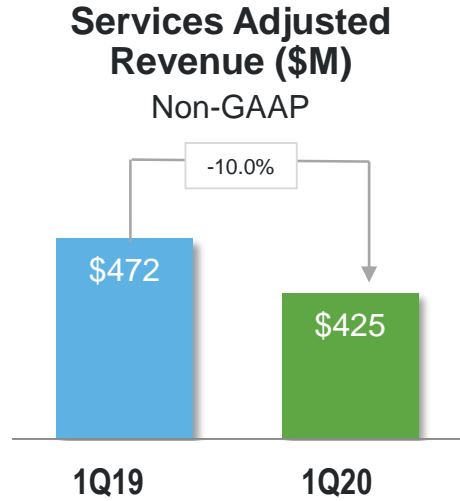 Services Adjusted
Revenue ($M)
Non-GAAP
-10.0%
$472
$425
1Q19
1Q20